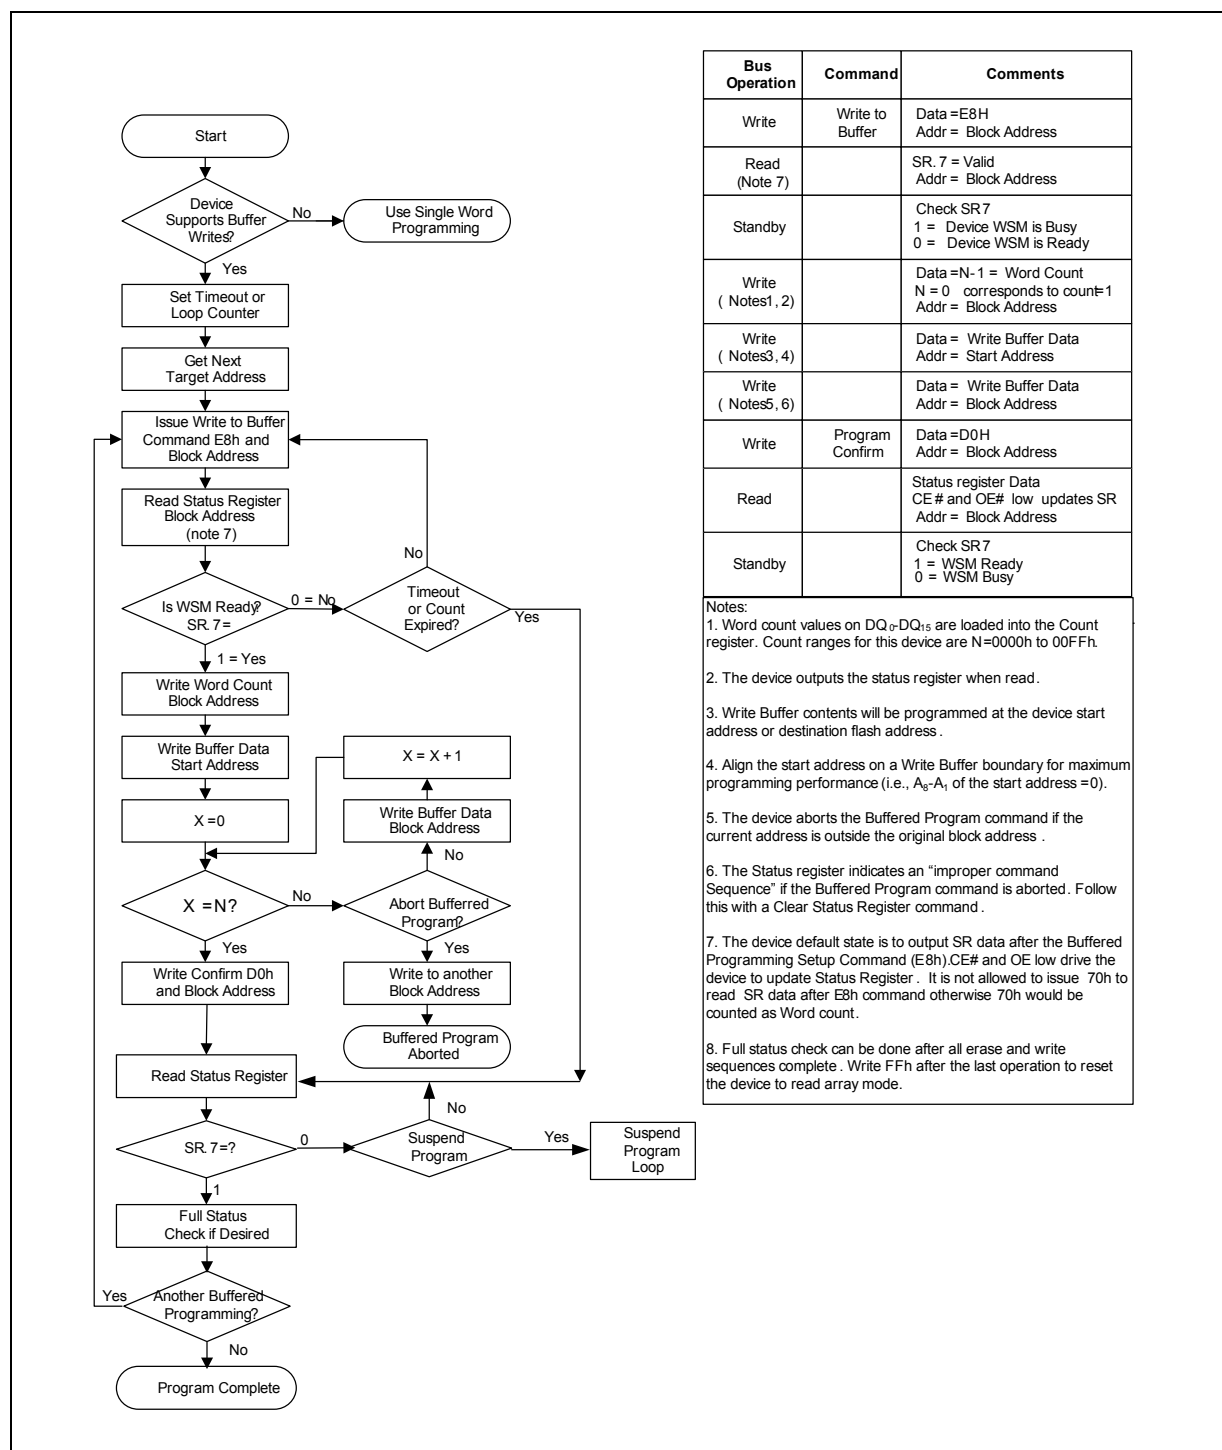 Start
Device
Supports Buffer
Writes?
No
Use Single Word
Programming
Yes
Set Timeout or
Loop Counter
Get Next
Target Address
Issue Write to Buffer
Command E8h and
Block Address
Read Status Register
Block Address
(note 7)
No
Is WSM Ready?
SR. 7 =
0 = No
Timeout
or Count
Expired?
Yes
1 = Yes
Write Word Count
Block Address
Write Buffer Data
Start Address
X = X + 1
X =0
Write Buffer Data
Block Address
No
X =N?
No
Abort Bufferred
Program?
Yes
Yes
Write Confirm D0h
and Block Address
Write to another
Block Address
Buffered Program
Aborted
Read Status Register
No
SR. 7=?
0
Suspend
Program
Yes
Suspend
Program
Loop
1
Full Status
Check if Desired
Yes
Another Buffered
Programming?
No
Program Complete
Bus
Operation
Command
Comments
Write
Write to
Buffer
Data =E8H
Addr = Block Address
Read
(Note 7)
SR. 7 = Valid
Addr = Block Address
Standby
Check SR7
1 = Device WSM is Busy
0 = Device WSM is Ready
Write
( Notes1, 2)
Data =N- 1 = Word Count
N = 0 corresponds to count=1
Addr = Block Address
Write
( Notes3, 4)
Data = Write Buffer Data
Addr = Start Address
Write
( Notes5, 6)
Data = Write Buffer Data
Addr = Block Address
Write
Program
Confirm
Data =D0H
Addr = Block Address
Read
Status register Data
CE# and OE# low updates SR
Addr = Block Address
Standby
Check SR7
1 = WSM Ready
0 = WSM Busy
Notes:
1. Word count values on DQ0-DQ15 are loaded into the Count
register. Count ranges for this device are N=0000h to 00FFh.
2. The device outputs the status register when read.
3. Write Buffer contents will be programmed at the device start
address or destination flash address .
4. Align the start address on a Write Buffer boundary for maximum
programming performance (i.e., A8-A1 of the start address =0).
5. The device aborts the Buffered Program command if the
current address is outside the original block address .
6. The Status register indicates an “improper command
Sequence” if the Buffered Program command is aborted. Follow
this with a Clear Status Register command .
7. The device default state is to output SR data after the Buffered
Programming Setup Command (E8h).CE# and OE low drive the
device to update Status Register . It is not allowed to issue 70h to
read SR data after E8h command otherwise 70h would be
counted as Word count.
8. Full status check can be done after all erase and write
sequences complete . Write FFh after the last operation to reset
the device to read array mode.